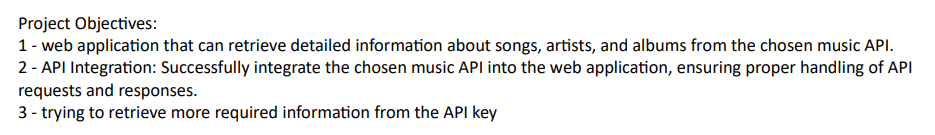 Project Objectives:
1 - web application that can retrieve detailed information about songs, artists, and albums from the chosen music API.
2 - API Integration: Successfully integrate the chosen music API into the web application, ensuring proper handling of API
requests and responses.
3 - trying to retrieve more required information from the API key